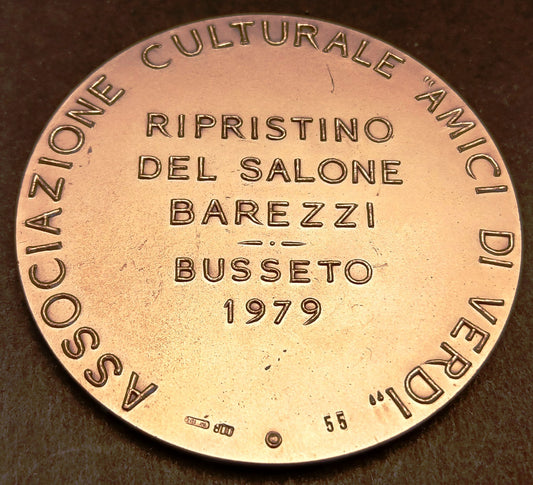 ASSOCIAZIONE CULTURALE "AMICI DI VERDI"
RIPRISTINO
DEL SALONE
BAREZZI
BUSSETO
1979
55